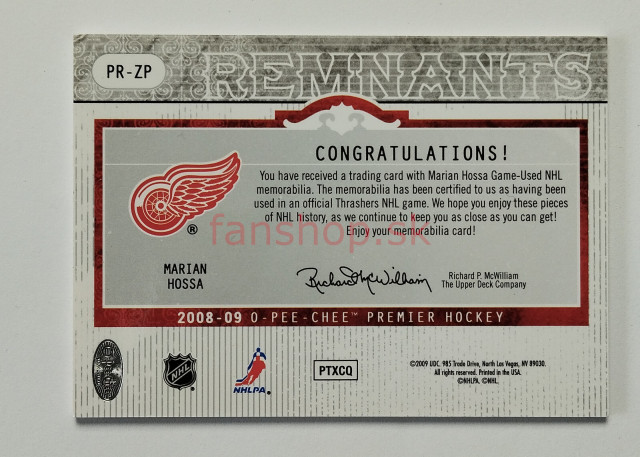 PR-ZP
REMNANTS
CONGRATULATIONS!
You have received a trading card with Marian Hossa Game-Used NHL
memorabilia. The memorabilia has been certified to us as having been
used in an official Thrashers NHL game. We hope you enjoy these pieces
of NHL history, as we continue to keep you as close as you can get!
Enjoy your memorabilia card!
®
fanshop.sk
MARIAN
HOSSA
Richard P. McWilliam
Richard P. McWilliam
The Upper Deck Company
2008-09 O-PEE-CHEE™ PREMIER HOCKEY
NHL
NHLPA.
PTXCQ
©2009 UDC. 985 Trade Drive, North Las Vegas, NV 89030.
All rights reserved. Printed in the USA.
©NHLPA. ©NHL.